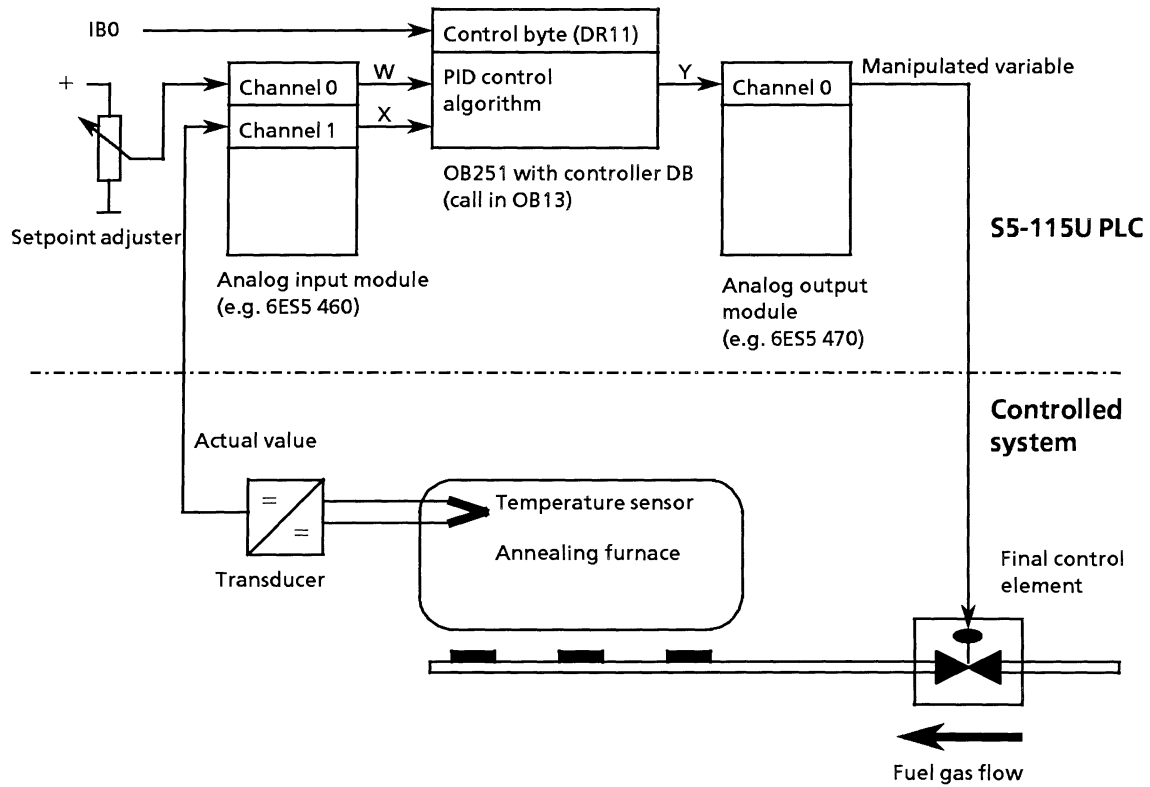 IB0
Control byte (DR11)
+
Channel 0
W
PID control
algorithm
Y
Channel 0
Manipulated variable
Channel 1
X
OB251 with controller DB
(call in OB13)
Setpoint adjuster
S5-115U PLC
Analog input module
(e.g. 6ES5 460)
Analog output
module
(e.g. 6ES5 470)
Controlled
system
Actual value
=
=
Temperature sensor
Annealing furnace
Transducer
Final control
element
Fuel gas flow